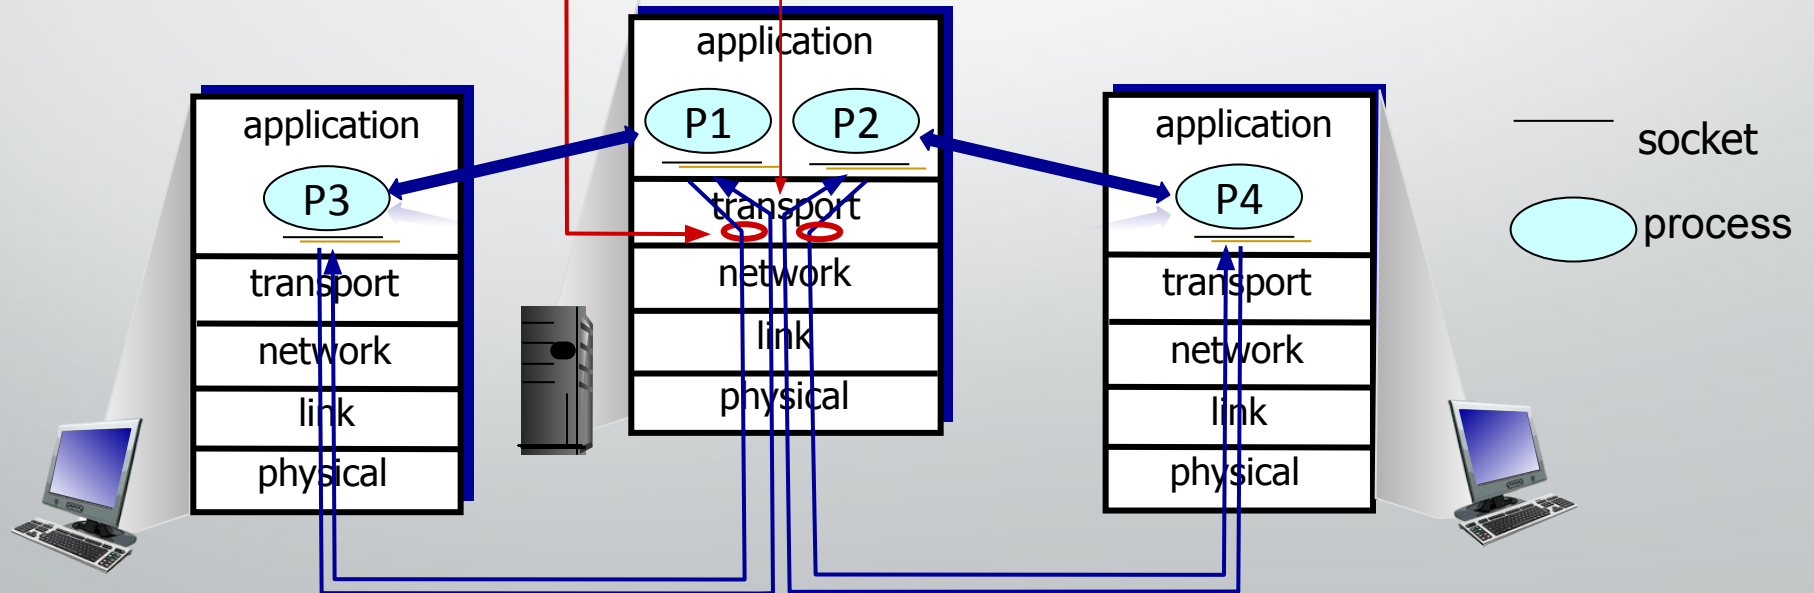 application
P3
transport
network
link
physical
application
P1 P2
transport
network
link
physical
application
P4
transport
network
link
physical
socket
process